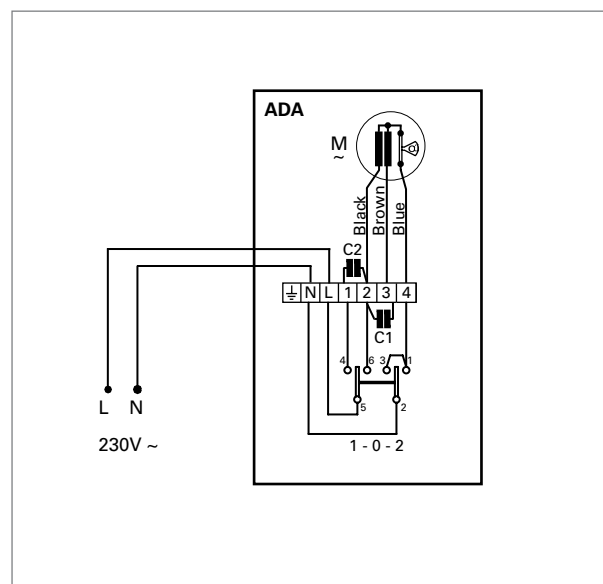 ADA
M
~
Black
Brown
Blue
C2
N L 1 2 3 4
C1
4 6 3 1
5 2
L N
230V ~
1 - 0 - 2